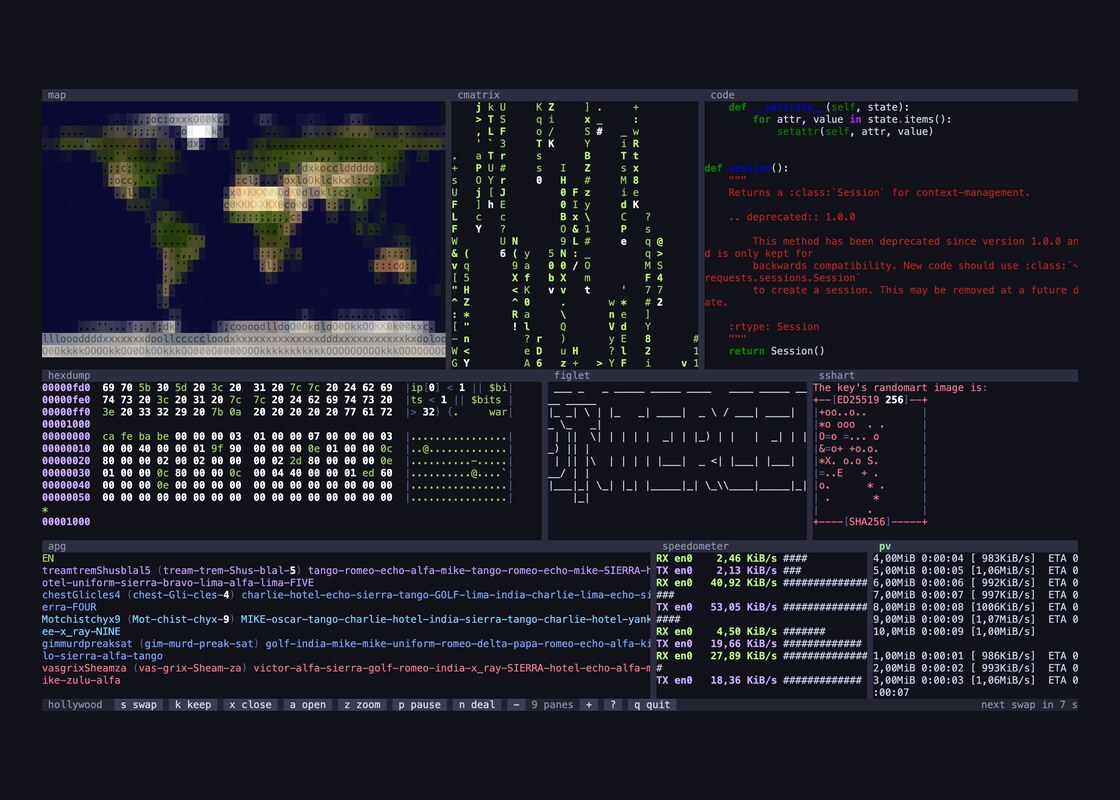 map
cmatrix
code
def __setstate__(self, state):
for attr, value in state.items():
setattr(self, attr, value)
def session():
"""
Returns a :class:`Session` for context-management.
.. deprecated:: 1.0.0
This method has been deprecated since version 1.0.0 an
d is only kept for
backwards compatibility. New code should use :class:`~
requests.sessions.Session`
to create a session. This may be removed at a future d
ate.
:rtype: Session
"""
return Session()
hexdump
00000fd0 69 70 5b 30 5d 20 3c 20 31 20 7c 7c 20 24 62 69 |ip[0] < 1 || $bi|
00000fe0 74 73 20 3c 20 31 20 7c 7c 20 24 62 69 74 73 20 |ts < 1 || $bits |
00000ff0 3e 20 33 32 29 20 7b 0a 20 20 20 20 20 77 61 72 |> 32) {. war|
00001000
00000000 ca fe ba be 00 00 00 03 01 00 00 07 00 00 00 03 |................|
00000010 00 00 40 00 00 01 9f 90 00 00 00 0e 01 00 00 0c |..@.............|
00000020 80 00 00 02 00 02 00 00 00 02 2d 80 00 00 00 0e |..........-.....|
00000030 01 00 00 0c 80 00 00 0c 00 04 40 00 00 01 ed 60 |..........@....`|
00000040 00 00 00 0e 00 00 00 00 00 00 00 00 00 00 00 00 |................|
00000050 00 00 00 00 00 00 00 00 00 00 00 00 00 00 00 00 |................|
*
00001000
figlet
sshart
The key's randomart image is:
+--[ED25519 256]--+
|+oo..o.. |
|*o ooo . . |
|O=o =... o |
|&=o+ +o.o. |
|*X. o.o S. |
|=..E + . |
|o. * . |
| . * |
| . |
+----[SHA256]-----+
apg
EN
treamtremShusblal5 (tream-trem-Shus-blal-5) tango-romeo-echo-alfa-mike-tango-romeo-echo-mike-SIERRA-h
otel-uniform-sierra-bravo-lima-alfa-lima-FIVE
chestGlicles4 (chest-Gli-cles-4) charlie-hotel-echo-sierra-tango-GOLF-lima-india-charlie-lima-echo-si
erra-FOUR
Motchistchyx9 (Mot-chist-chyx-9) MIKE-oscar-tango-charlie-hotel-india-sierra-tango-charlie-hotel-yank
ee-x_ray-NINE
gimmurdpreaksat (gim-murd-preak-sat) golf-india-mike-mike-uniform-romeo-delta-papa-romeo-echo-alfa-ki
lo-sierra-alfa-tango
vasgrixSheamza (vas-grix-Sheam-za) victor-alfa-sierra-golf-romeo-india-x_ray-SIERRA-hotel-echo-alfa-m
ike-zulu-alfa
speedometer
RX en0 2,46 KiB/s ####
TX en0 2,13 KiB/s ###
RX en0 40,92 KiB/s ##############
###
TX en0 53,05 KiB/s ##############
####
RX en0 4,50 KiB/s #######
TX en0 19,66 KiB/s #############
RX en0 27,89 KiB/s ##############
#
TX en0 18,36 KiB/s #############
pv
4,00MiB 0:00:04 [ 983KiB/s] ETA 0
5,00MiB 0:00:05 [1,06MiB/s] ETA 0
6,00MiB 0:00:06 [ 992KiB/s] ETA 0
7,00MiB 0:00:07 [ 997KiB/s] ETA 0
8,00MiB 0:00:08 [1006KiB/s] ETA 0
9,00MiB 0:00:09 [1,07MiB/s] ETA 0
10,0MiB 0:00:09 [1,00MiB/s]
1,00MiB 0:00:01 [ 986KiB/s] ETA 0
2,00MiB 0:00:02 [ 993KiB/s] ETA 0
3,00MiB 0:00:03 [1,06MiB/s] ETA 0
:00:07
hollywood s swap k keep x close a open z zoom p pause n deal − 9 panes + ? q quit next swap in 7 s